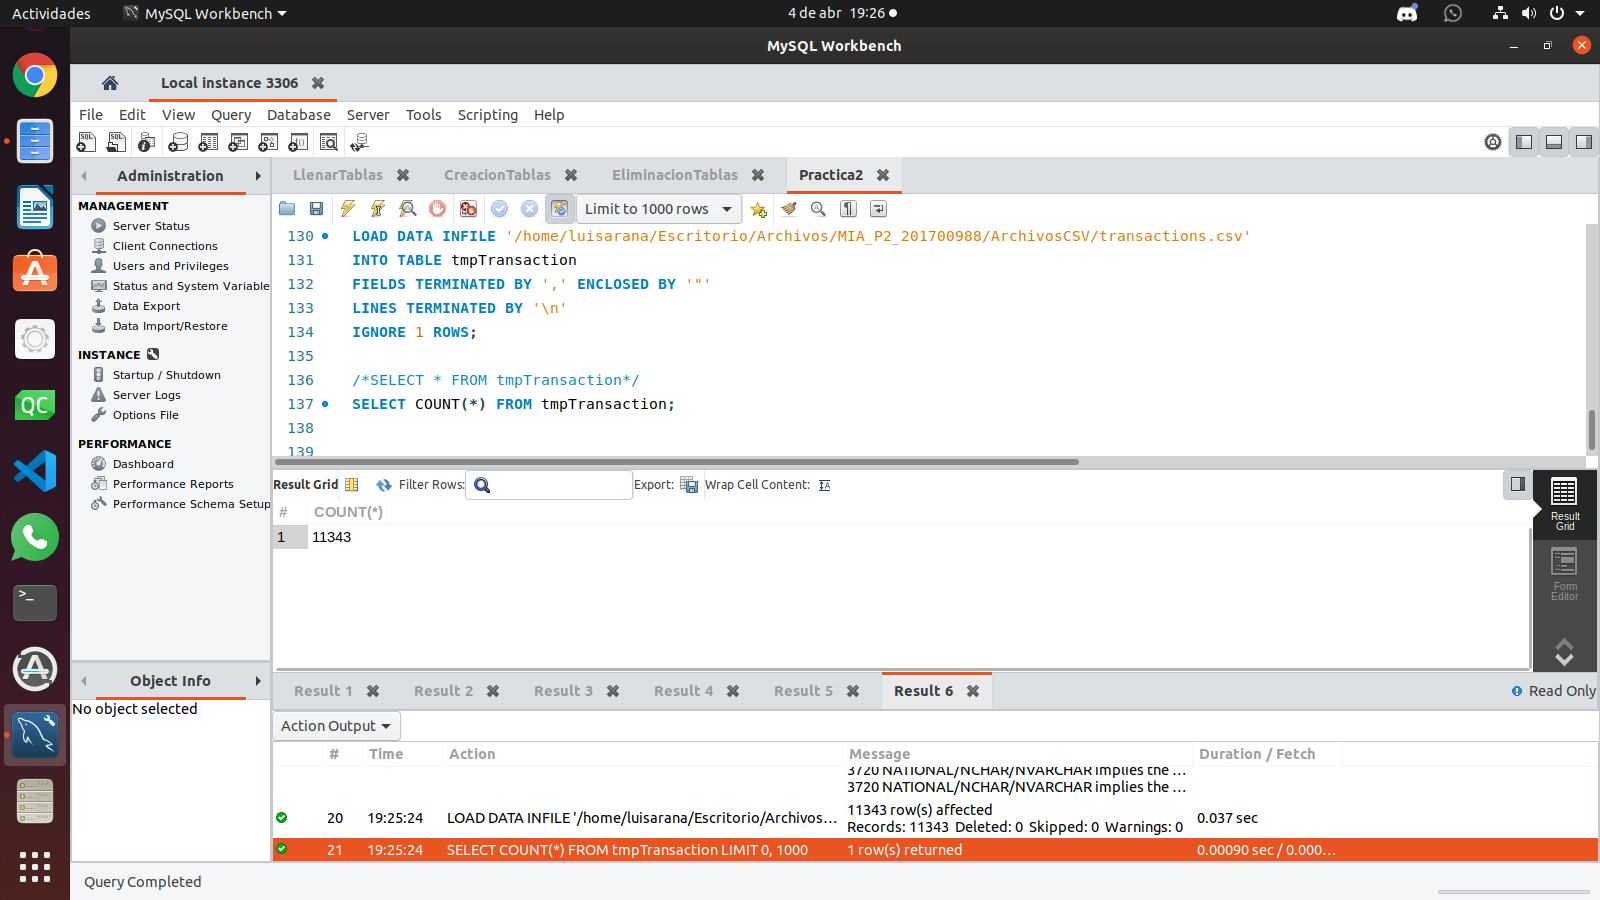 Actividades
MySQL Workbench
4 de abr 19:26
MySQL Workbench
Local instance 3306
File Edit View Query Database Server Tools Scripting Help
Administration
MANAGEMENT
Server Status
Client Connections
Users and Privileges
Status and System Variable
Data Export
Data Import/Restore
INSTANCE
Startup / Shutdown
Server Logs
Options File
PERFORMANCE
Dashboard
Performance Reports
Performance Schema Setup
Object Info
No object selected
LlenarTablas CreacionTablas EliminacionTablas Practica2
Limit to 1000 rows
130 LOAD DATA INFILE '/home/luisarana/Escritorio/Archivos/MIA_P2_201700988/ArchivosCSV/transactions.csv'
131 INTO TABLE tmpTransaction
132 FIELDS TERMINATED BY ',' ENCLOSED BY '"'
133 LINES TERMINATED BY '\n'
134 IGNORE 1 ROWS;
135
136 /*SELECT * FROM tmpTransaction*/
137 SELECT COUNT(*) FROM tmpTransaction;
138
139
Result Grid Filter Rows: Export: Wrap Cell Content:
# COUNT(*)
1 11343
Result Grid
Form Editor
Result 1 Result 2 Result 3 Result 4 Result 5 Result 6 Read Only
Action Output
# Time Action Message Duration / Fetch
3720 NATIONAL/NCHAR/NVARCHAR implies the ...
3720 NATIONAL/NCHAR/NVARCHAR implies the ...
20 19:25:24 LOAD DATA INFILE '/home/luisarana/Escritorio/Archivos... 11343 row(s) affected
Records: 11343 Deleted: 0 Skipped: 0 Warnings: 0 0.037 sec
21 19:25:24 SELECT COUNT(*) FROM tmpTransaction LIMIT 0, 1000 1 row(s) returned 0.00090 sec / 0.000...
Query Completed